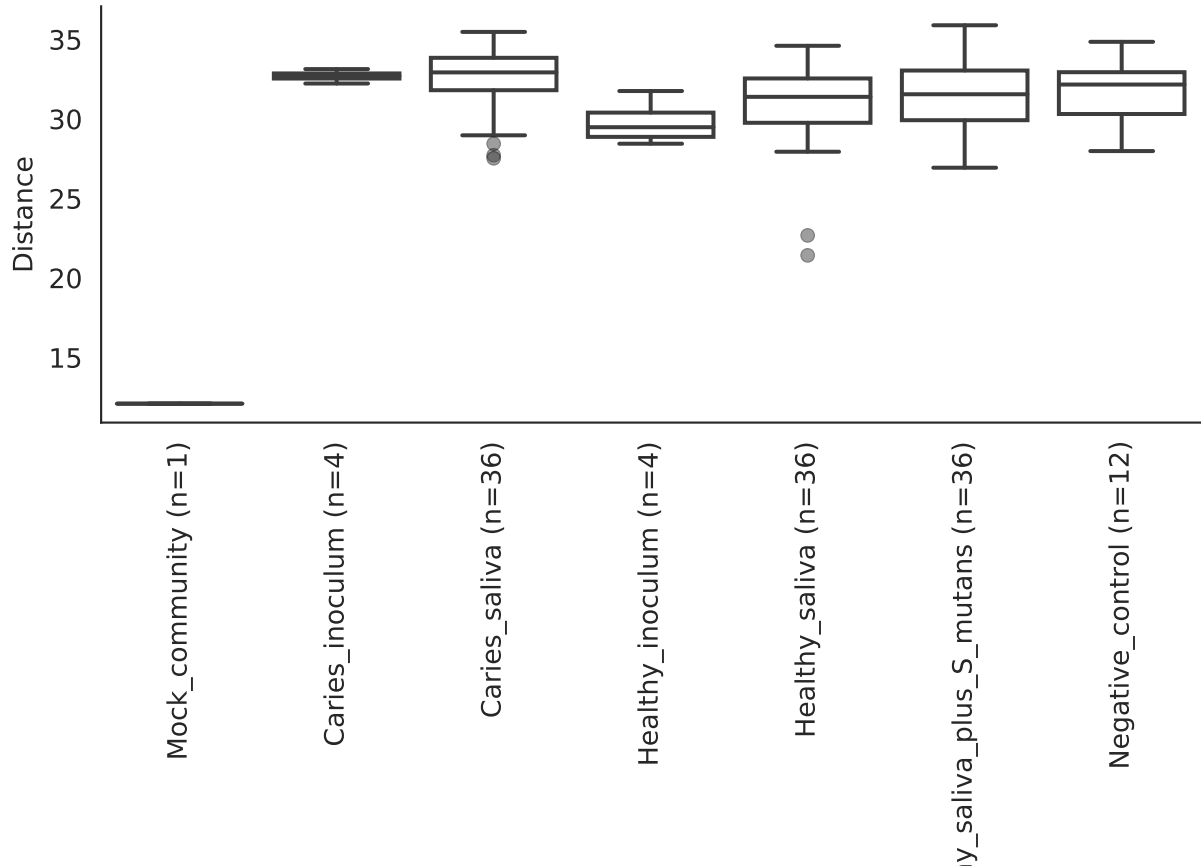 Distance
35
30
25
20
15
Mock_community (n=1)
Caries_inoculum (n=4)
Caries_saliva (n=36)
Healthy_inoculum (n=4)
Healthy_saliva (n=36)
y_saliva_plus_S_mutans (n=36)
Negative_control (n=12)